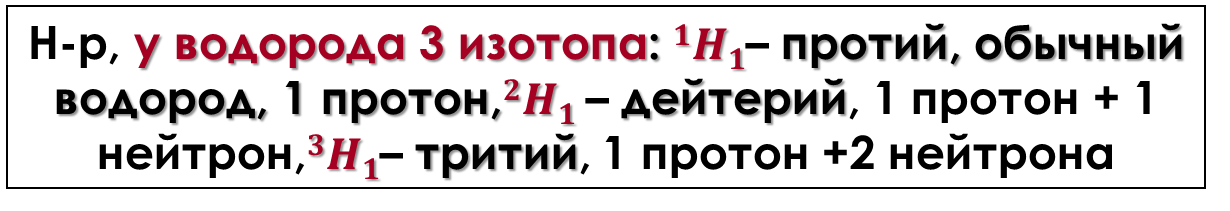 Н-р, у водорода 3 изотопа: ¹H₁– протий, обычный
водород, 1 протон,²H₁ – дейтерий, 1 протон + 1
нейтрон,³H₁– тритий, 1 протон +2 нейтрона